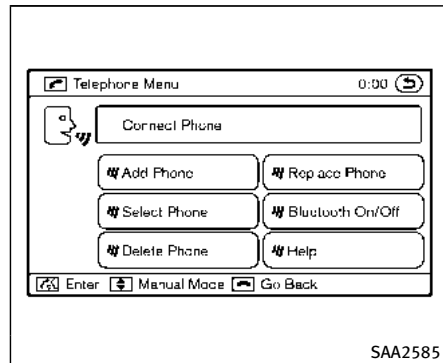 Telephone Menu 0:00
Connect Phone
Add Phone Replace Phone
Select Phone Bluetooth On/Off
Delete Phone Help
Enter Manual Mode Go Back
SAA2585